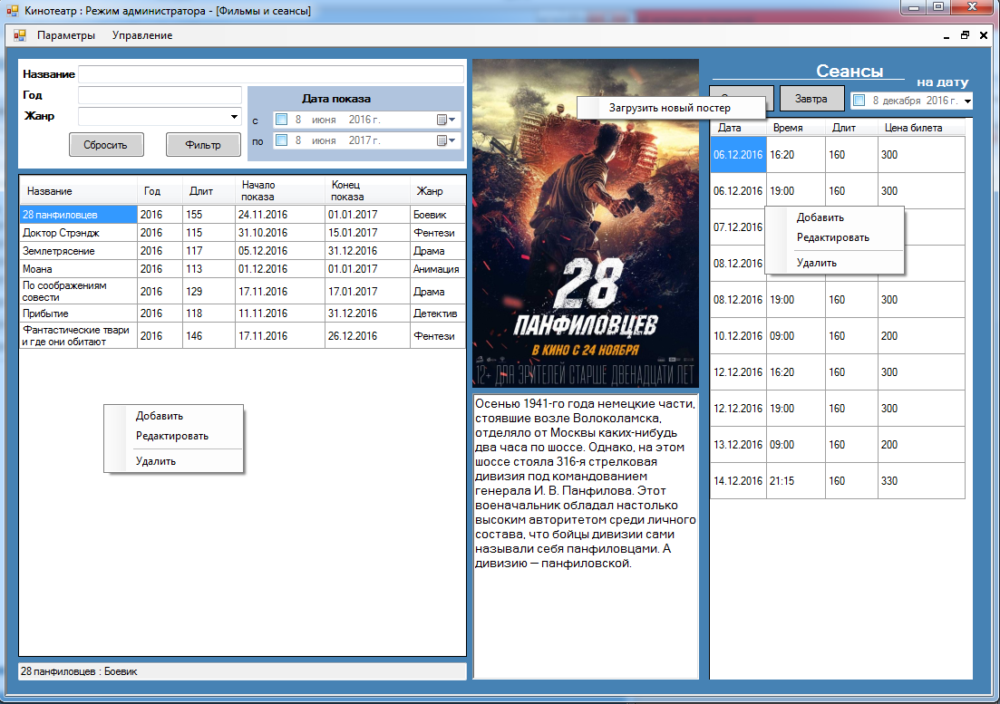 Кинотеатр : Режим администратора - [Фильмы и сеансы]
Параметры Управление
Название
Год
Жанр
Дата показа
с 8 июня 2016 г.
по 8 июня 2017 г.
Сбросить Фильтр
Название Год Длит Начало показа Конец показа Жанр
28 панфиловцев 2016 155 24.11.2016 01.01.2017 Боевик
Доктор Стрэндж 2016 115 31.10.2016 15.01.2017 Фентези
Землетрясение 2016 117 05.12.2016 31.12.2016 Драма
Моана 2016 113 01.12.2016 01.01.2017 Анимация
По соображениям совести 2016 129 17.11.2016 17.01.2017 Драма
Прибытие 2016 118 11.11.2016 31.12.2016 Детектив
Фантастические твари и где они обитают 2016 146 17.11.2016 26.12.2016 Фентези
Добавить
Редактировать
Удалить
28 панфиловцев : Боевик
Загрузить новый постер
28
ПАНФИЛОВЦЕВ
В КИНО С 24 НОЯБРЯ
12+ ДЛЯ ЗРИТЕЛЕЙ СТАРШЕ ДВЕНАДЦАТИ ЛЕТ
Осенью 1941-го года немецкие части,
стоявшие возле Волоколамска,
отделяло от Москвы каких-нибудь
два часа по шоссе. Однако, на этом
шоссе стояла 316-я стрелковая
дивизия под командованием
генерала И. В. Панфилова. Этот
военачальник обладал настолько
высоким авторитетом среди личного
состава, что бойцы дивизии сами
называли себя панфиловцами. А
дивизию — панфиловской.
Сеансы
на дату
Завтра 8 декабря 2016 г.
Дата Время Длит Цена билета
06.12.2016 16:20 160 300
06.12.2016 19:00 160 300
07.12.2016
08.12.2016
Добавить
Редактировать
Удалить
08.12.2016 19:00 160 300
10.12.2016 09:00 160 200
12.12.2016 16:20 160 300
12.12.2016 19:00 160 300
13.12.2016 09:00 160 200
14.12.2016 21:15 160 330